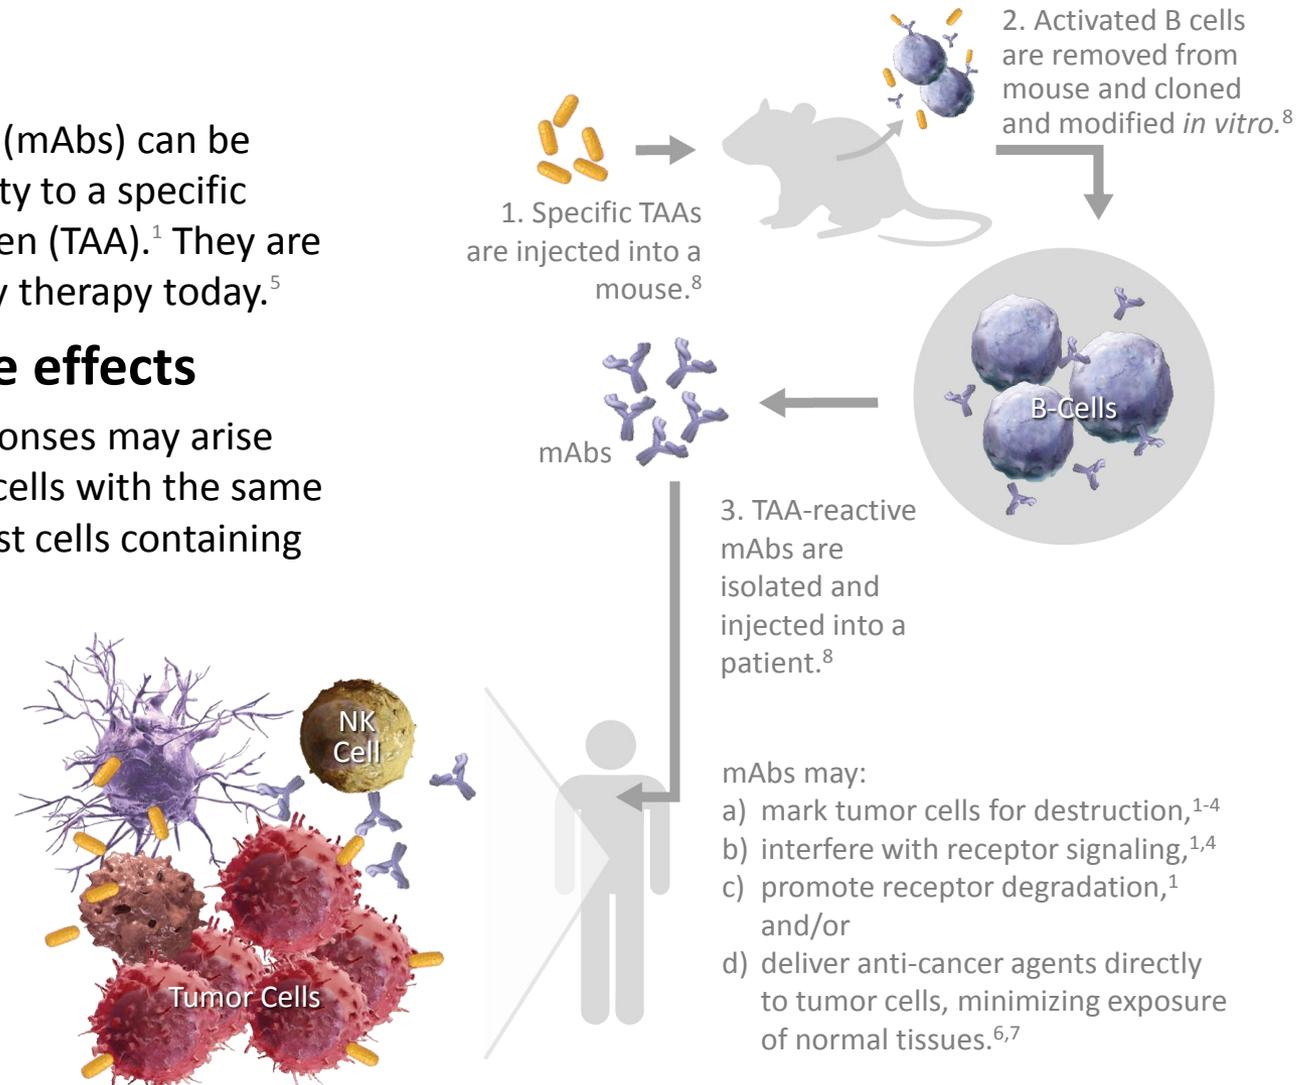 (mAbs) can be
ty to a specific
en (TAA).1 They are
y therapy today.5
e effects
onses may arise
cells with the same
st cells containing
1. Specific TAAs
are injected into a
mouse.8
2. Activated B cells
are removed from
mouse and cloned
and modified in vitro.8
B-Cells
mAbs
3. TAA-reactive
mAbs are
isolated and
injected into a
patient.8
NK
Cell
Tumor Cells
mAbs may:
a) mark tumor cells for destruction,1-4
b) interfere with receptor signaling,1,4
c) promote receptor degradation,1
and/or
d) deliver anti-cancer agents directly
to tumor cells, minimizing exposure
of normal tissues.6,7